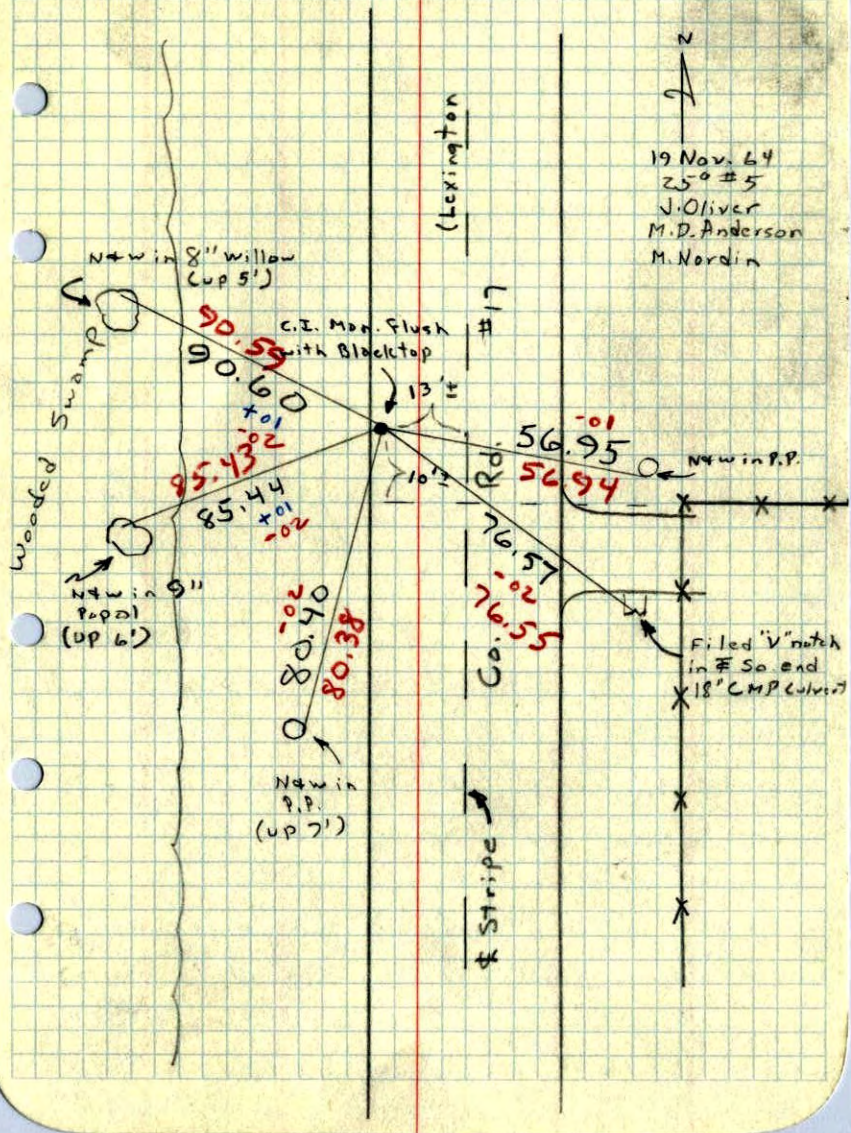 N
19 Nov. 64
25° #5
J. Oliver
M.D. Anderson
M. Nordin
(Lexington
#17
Co. Rd.
℄ Stripe
N&W in 8" Willow
(up 5')
90.59
90.60
+01
-02
C.I. Mon. Flush
with Blacktop
13'±
10'±
-01
56.95
56.94
N&W in P.P.
85.43
85.44
+01
-02
Wooded Swamp
N&W in 9"
Popal
(up 6')
76.57
-02
76.55
Filed "V" notch
in So. end
18" CMP Culvert
-02
80.40
80.38
N&W in
P.P.
(up 7')